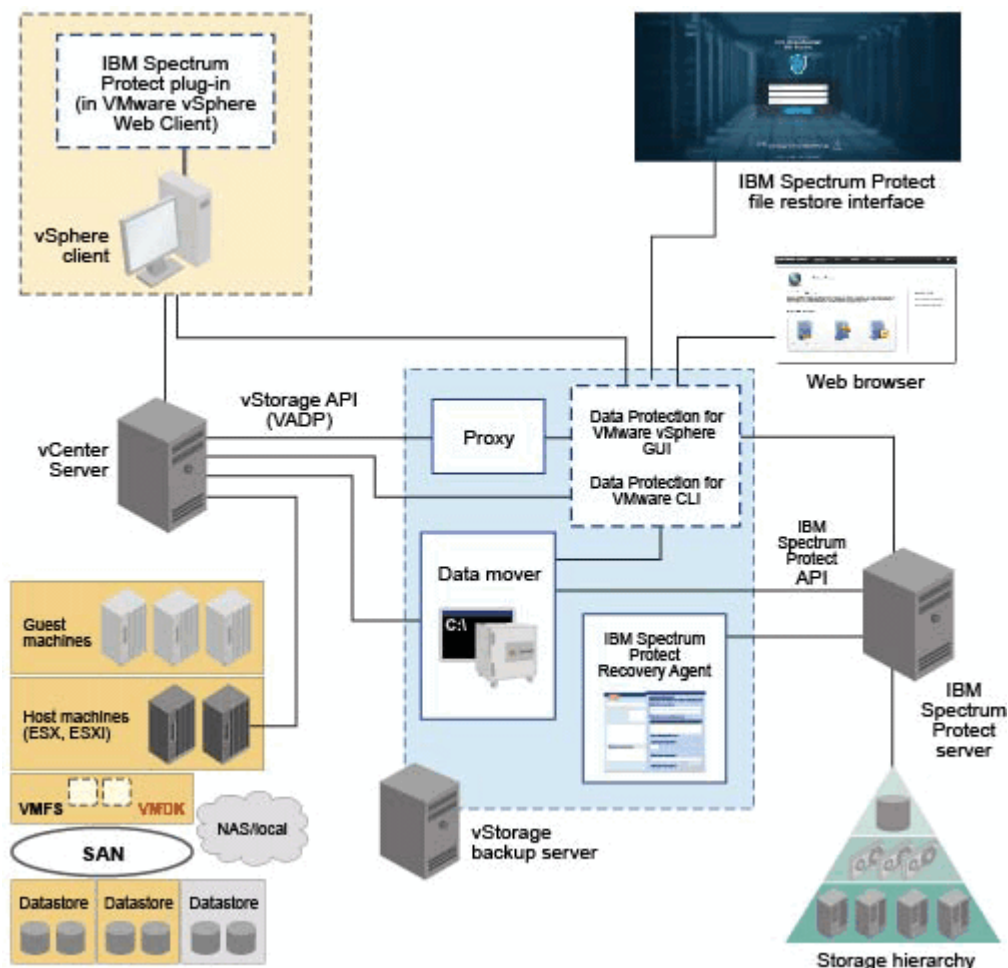 IBM Spectrum
Protect plug-in
(in VMware vSphere
Web Client)
vSphere
client
IBM Spectrum Protect
file restore interface
Web browser
vStorage API
(VADP)
vCenter
Server
Proxy
Data Protection for
VMware vSphere
GUI
Data Protection for
VMware CLI
Data mover
C:\
IBM
Spectrum
Protect
API
IBM Spectrum
Protect
Recovery Agent
IBM
Spectrum
Protect
server
Guest
machines
Host machines
(ESX, ESXI)
VMFS
VMDK
NAS/local
SAN
Datastore
Datastore
Datastore
vStorage
backup server
Storage hierarchy